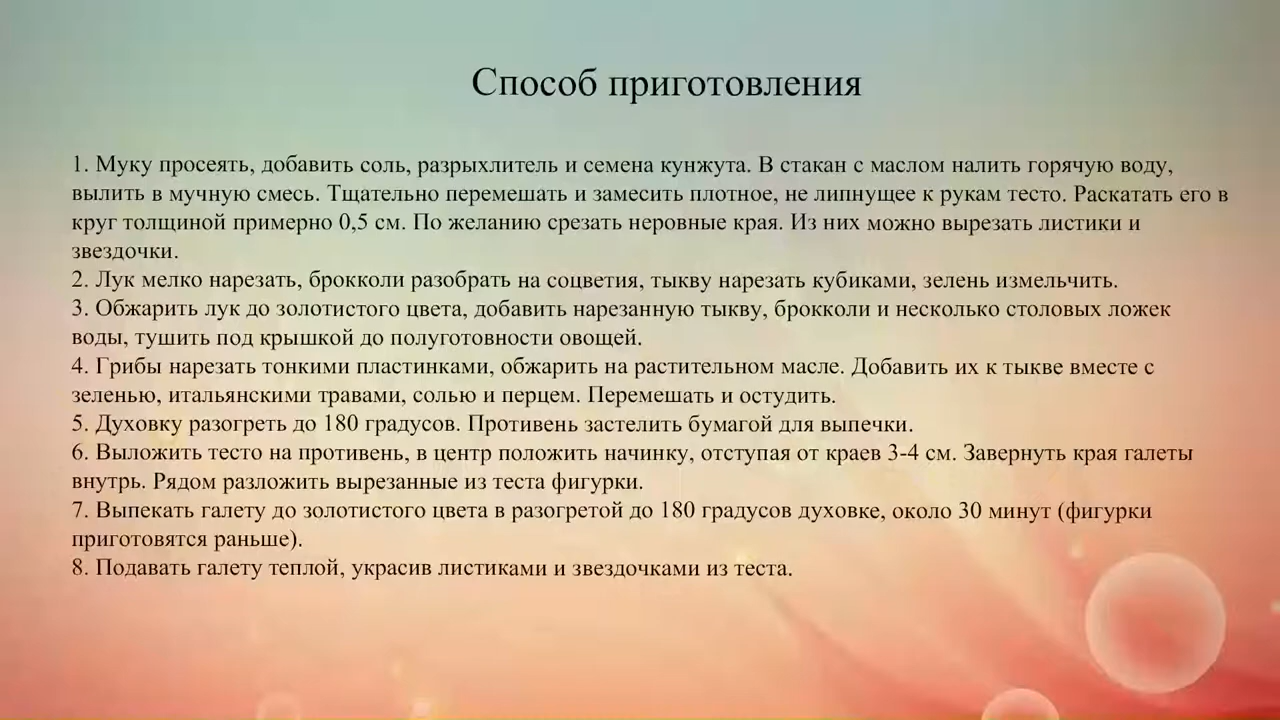 Способ приготовления
1. Муку просеять, добавить соль, разрыхлитель и семена кунжута. В стакан с маслом налить горячую воду,
вылить в мучную смесь. Тщательно перемешать и замесить плотное, не липнущее к рукам тесто. Раскатать его в
круг толщиной примерно 0,5 см. По желанию срезать неровные края. Из них можно вырезать листики и
звездочки.
2. Лук мелко нарезать, брокколи разобрать на соцветия, тыкву нарезать кубиками, зелень измельчить.
3. Обжарить лук до золотистого цвета, добавить нарезанную тыкву, брокколи и несколько столовых ложек
воды, тушить под крышкой до полуготовности овощей.
4. Грибы нарезать тонкими пластинками, обжарить на растительном масле. Добавить их к тыкве вместе с
зеленью, итальянскими травами, солью и перцем. Перемешать и остудить.
5. Духовку разогреть до 180 градусов. Противень застелить бумагой для выпечки.
6. Выложить тесто на противень, в центр положить начинку, отступая от краев 3-4 см. Завернуть края галеты
внутрь. Рядом разложить вырезанные из теста фигурки.
7. Выпекать галету до золотистого цвета в разогретой до 180 градусов духовке, около 30 минут (фигурки
приготовятся раньше).
8. Подавать галету теплой, украсив листиками и звездочками из теста.